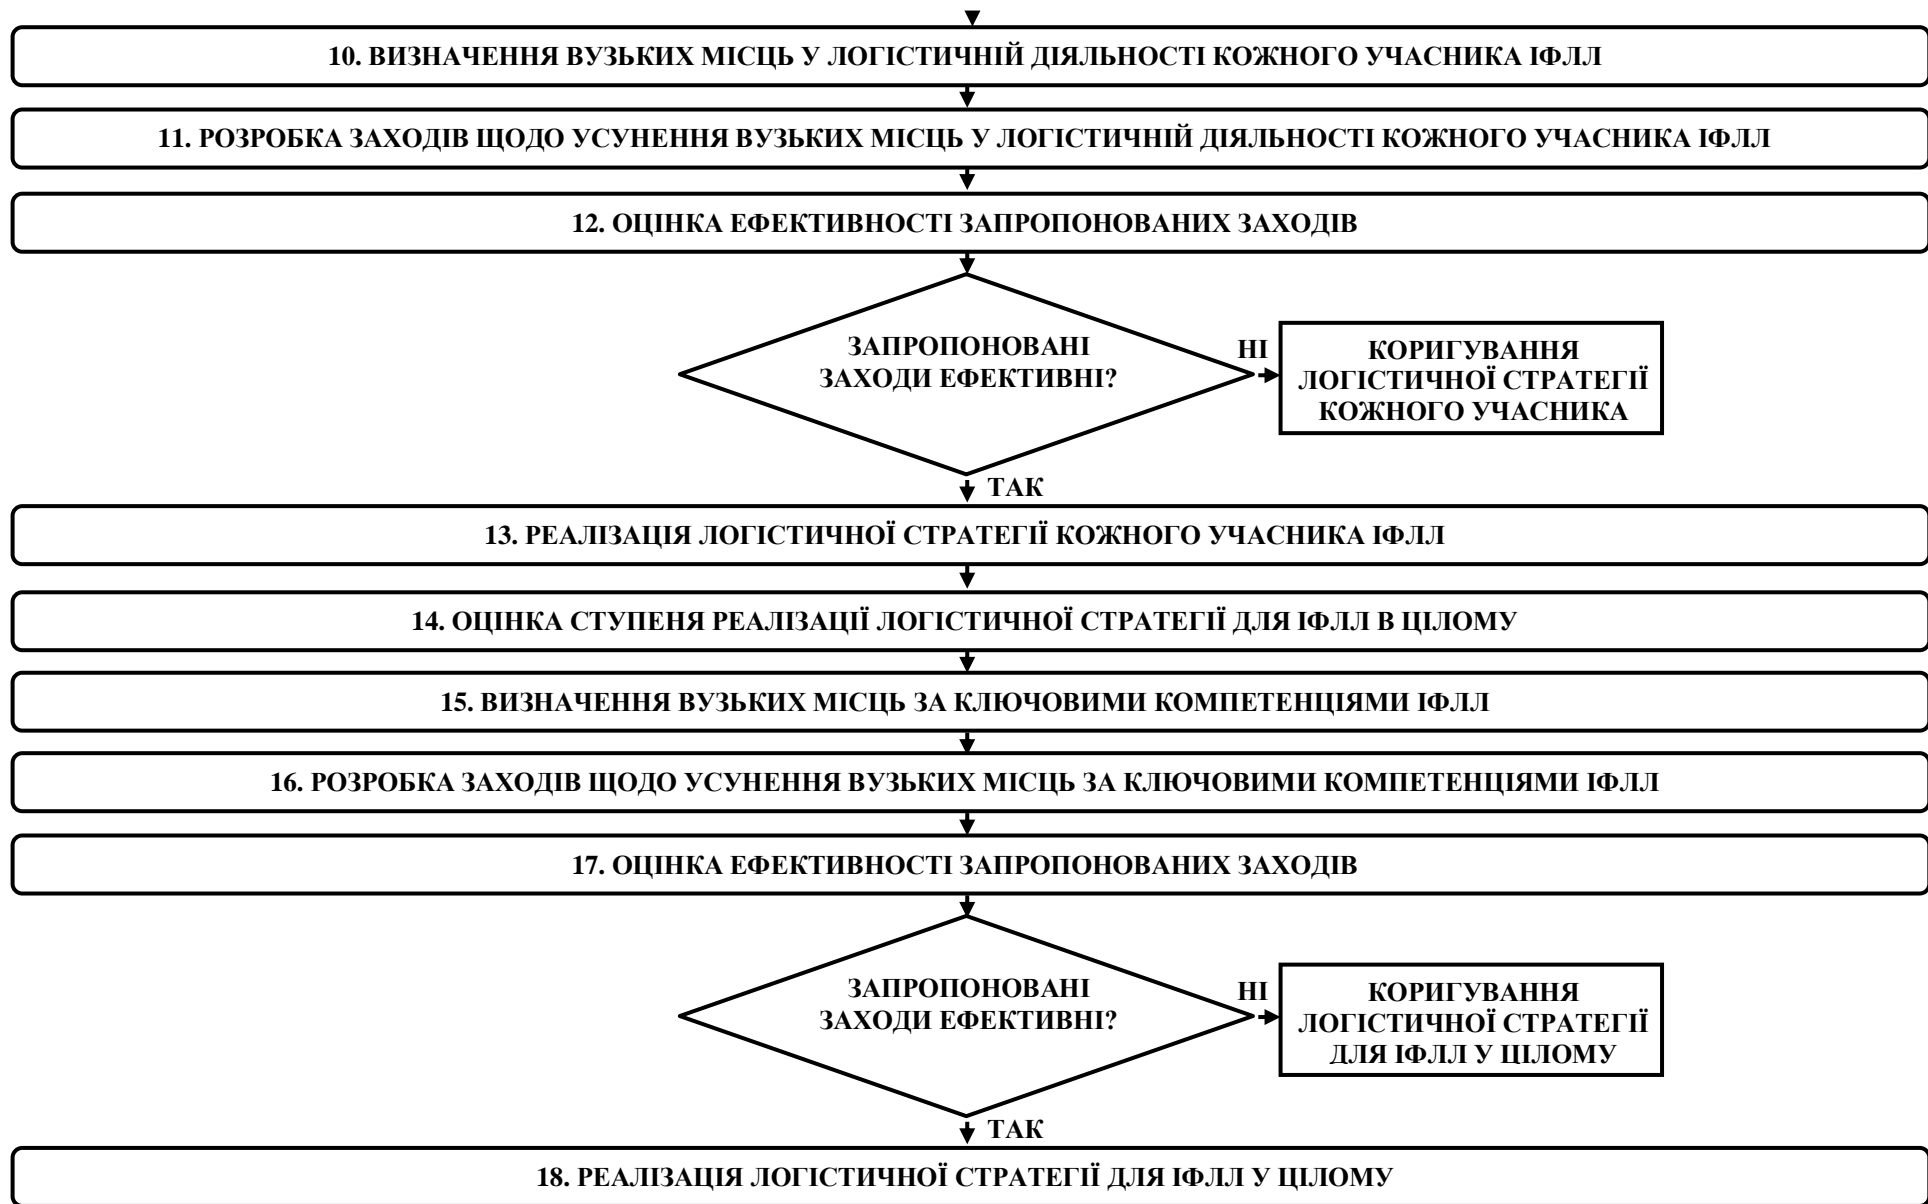 10. ВИЗНАЧЕННЯ ВУЗЬКИХ МІСЦЬ У ЛОГІСТИЧНІЙ ДІЯЛЬНОСТІ КОЖНОГО УЧАСНИКА ІФЛЛ
11. РОЗРОБКА ЗАХОДІВ ЩОДО УСУНЕННЯ ВУЗЬКИХ МІСЦЬ У ЛОГІСТИЧНІЙ ДІЯЛЬНОСТІ КОЖНОГО УЧАСНИКА ІФЛЛ
12. ОЦІНКА ЕФЕКТИВНОСТІ ЗАПРОПОНОВАНИХ ЗАХОДІВ
ЗАПРОПОНОВАНІ
ЗАХОДИ ЕФЕКТИВНІ?
НІ
КОРИГУВАННЯ
ЛОГІСТИЧНОЇ СТРАТЕГІЇ
КОЖНОГО УЧАСНИКА
ТАК
13. РЕАЛІЗАЦІЯ ЛОГІСТИЧНОЇ СТРАТЕГІЇ КОЖНОГО УЧАСНИКА ІФЛЛ
14. ОЦІНКА СТУПЕНЯ РЕАЛІЗАЦІЇ ЛОГІСТИЧНОЇ СТРАТЕГІЇ ДЛЯ ІФЛЛ В ЦІЛОМУ
15. ВИЗНАЧЕННЯ ВУЗЬКИХ МІСЦЬ ЗА КЛЮЧОВИМИ КОМПЕТЕНЦІЯМИ ІФЛЛ
16. РОЗРОБКА ЗАХОДІВ ЩОДО УСУНЕННЯ ВУЗЬКИХ МІСЦЬ ЗА КЛЮЧОВИМИ КОМПЕТЕНЦІЯМИ ІФЛЛ
17. ОЦІНКА ЕФЕКТИВНОСТІ ЗАПРОПОНОВАНИХ ЗАХОДІВ
ЗАПРОПОНОВАНІ
ЗАХОДИ ЕФЕКТИВНІ?
НІ
КОРИГУВАННЯ
ЛОГІСТИЧНОЇ СТРАТЕГІЇ
ДЛЯ ІФЛЛ У ЦІЛОМУ
ТАК
18. РЕАЛІЗАЦІЯ ЛОГІСТИЧНОЇ СТРАТЕГІЇ ДЛЯ ІФЛЛ У ЦІЛОМУ